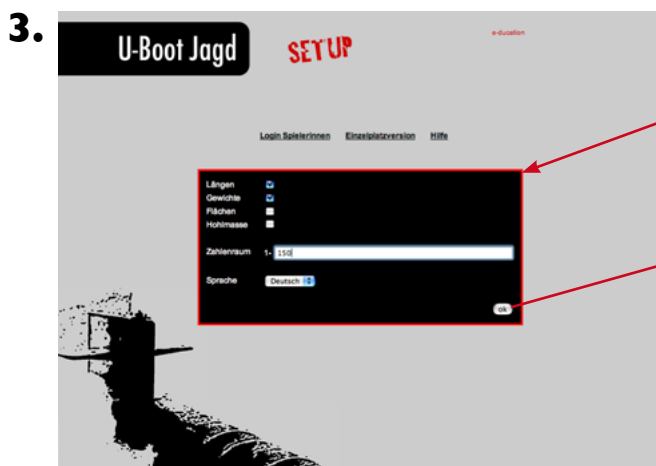 3.
U-Boot Jagd
SETUP
e-ducation
Login Spielerinnen Einzelplatzversion Hilfe
Längen
Gewichte
Flächen
Hohlmasse
Zahlenraum 1- 150
Sprache Deutsch
ok